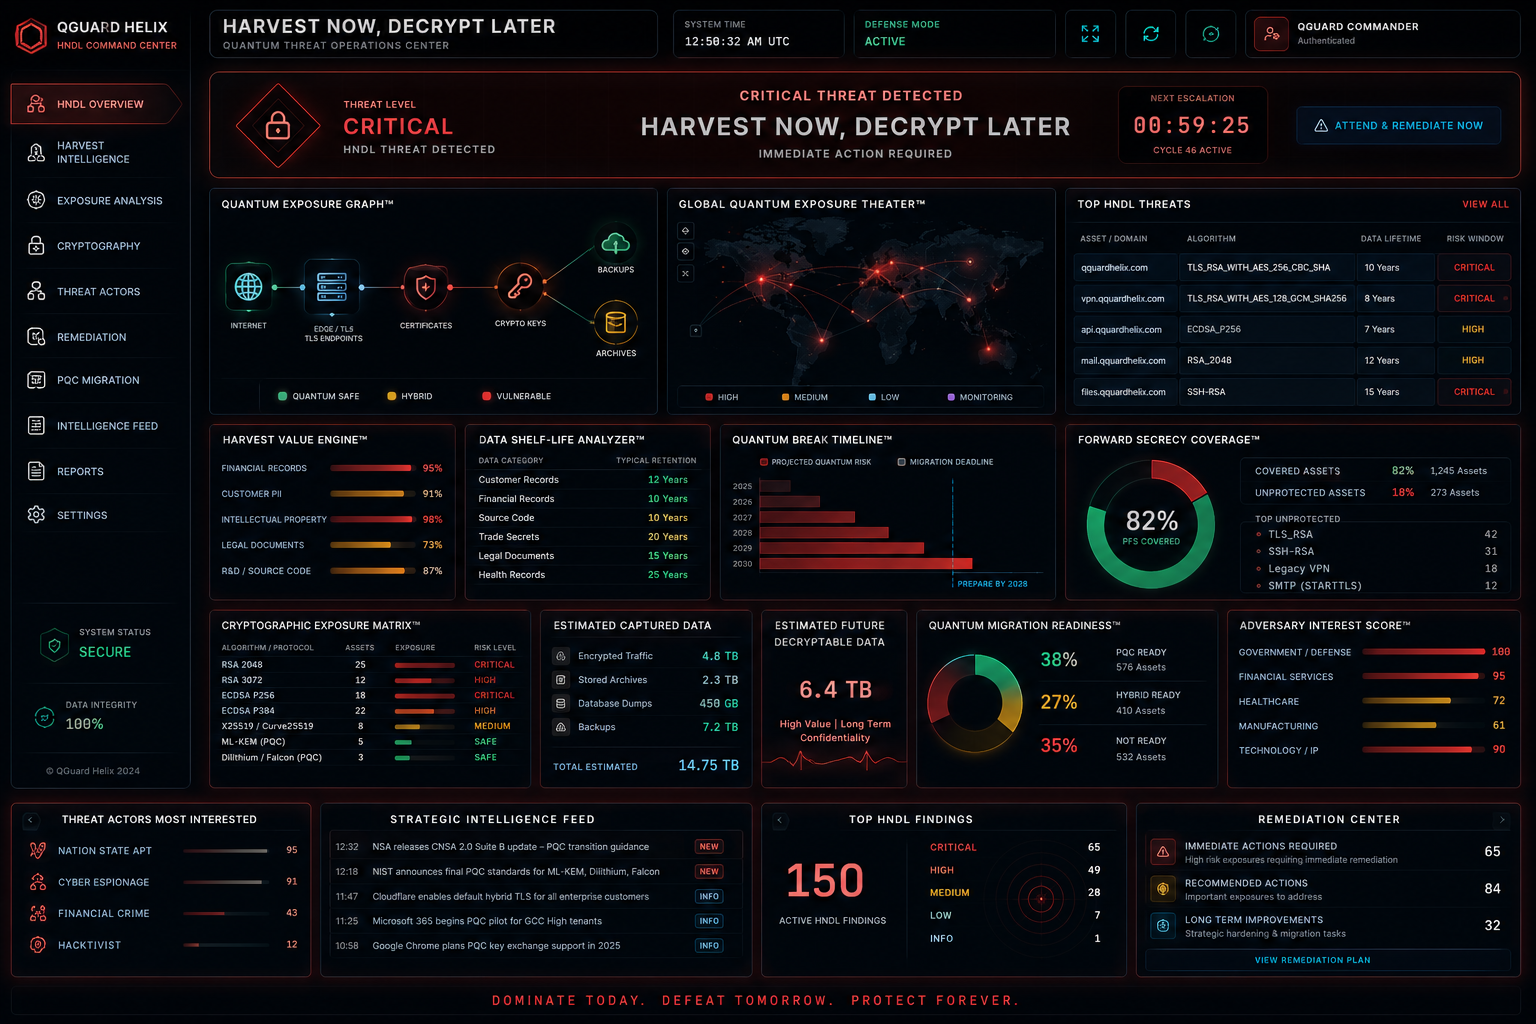 QGUARD HELIX
HNDL COMMAND CENTER
HARVEST NOW, DECRYPT LATER
QUANTUM THREAT OPERATIONS CENTER
SYSTEM TIME
12:50:32 AM UTC
DEFENSE MODE
ACTIVE
QGUARD COMMANDER
Authenticated
HNDL OVERVIEW
HARVEST
INTELLIGENCE
EXPOSURE ANALYSIS
CRYPTOGRAPHY
THREAT ACTORS
REMEDIATION
PQC MIGRATION
INTELLIGENCE FEED
REPORTS
SETTINGS
SYSTEM STATUS
SECURE
DATA INTEGRITY
100%
© QGuard Helix 2024
THREAT LEVEL
CRITICAL
HNDL THREAT DETECTED
CRITICAL THREAT DETECTED
HARVEST NOW, DECRYPT LATER
IMMEDIATE ACTION REQUIRED
NEXT ESCALATION
00:59:25
CYCLE 46 ACTIVE
ATTEND & REMEDIATE NOW
QUANTUM EXPOSURE GRAPH™
INTERNET
EDGE / TLS
TLS ENDPOINTS
CERTIFICATES
CRYPTO KEYS
BACKUPS
ARCHIVES
QUANTUM SAFE HYBRID VULNERABLE
GLOBAL QUANTUM EXPOSURE THEATER™
HIGH MEDIUM LOW MONITORING
TOP HNDL THREATS VIEW ALL
ASSET / DOMAIN ALGORITHM DATA LIFETIME RISK WINDOW
qquardhelix.com TLS_RSA_WITH_AES_256_CBC_SHA 10 Years CRITICAL
vpn.qquardhelix.com TLS_RSA_WITH_AES_128_GCM_SHA256 8 Years CRITICAL
api.qquardhelix.com ECDSA_P256 7 Years HIGH
mail.qquardhelix.com RSA_2048 12 Years HIGH
files.qquardhelix.com SSH-RSA 15 Years CRITICAL
HARVEST VALUE ENGINE™
FINANCIAL RECORDS 95%
CUSTOMER PII 91%
INTELLECTUAL PROPERTY 98%
LEGAL DOCUMENTS 73%
R&D / SOURCE CODE 87%
DATA SHELF-LIFE ANALYZER™
DATA CATEGORY TYPICAL RETENTION
Customer Records 12 Years
Financial Records 10 Years
Source Code 10 Years
Trade Secrets 20 Years
Legal Documents 15 Years
Health Records 25 Years
QUANTUM BREAK TIMELINE™
PROJECTED QUANTUM RISK MIGRATION DEADLINE
2025
2026
2027
2028
2029
2030
PREPARE BY 2028
FORWARD SECRECY COVERAGE™
82%
PFS COVERED
COVERED ASSETS 82% 1,245 Assets
UNPROTECTED ASSETS 18% 273 Assets
TOP UNPROTECTED
TLS_RSA 42
SSH-RSA 31
Legacy VPN 18
SMTP (STARTTLS) 12
CRYPTOGRAPHIC EXPOSURE MATRIX™
ALGORITHM / PROTOCOL ASSETS EXPOSURE RISK LEVEL
RSA 2048 25 CRITICAL
RSA 3072 12 HIGH
ECDSA P256 18 CRITICAL
ECDSA P384 22 HIGH
X25519 / Curve25519 8 MEDIUM
ML-KEM (PQC) 5 SAFE
Dilithium / Falcon (PQC) 3 SAFE
ESTIMATED CAPTURED DATA
Encrypted Traffic 4.8 TB
Stored Archives 2.3 TB
Database Dumps 450 GB
Backups 7.2 TB
TOTAL ESTIMATED 14.75 TB
ESTIMATED FUTURE
DECRYPTABLE DATA
6.4 TB
High Value | Long Term
Confidentiality
QUANTUM MIGRATION READINESS™
38% PQC READY
576 Assets
27% HYBRID READY
410 Assets
35% NOT READY
532 Assets
ADVERSARY INTEREST SCORE™
GOVERNMENT / DEFENSE 100
FINANCIAL SERVICES 95
HEALTHCARE 72
MANUFACTURING 61
TECHNOLOGY / IP 90
THREAT ACTORS MOST INTERESTED
NATION STATE APT 95
CYBER ESPIONAGE 91
FINANCIAL CRIME 43
HACKTIVIST 12
STRATEGIC INTELLIGENCE FEED
12:32 NSA releases CNSA 2.0 Suite B update – PQC transition guidance NEW
12:18 NIST announces final PQC standards for ML-KEM, Dilithium, Falcon NEW
11:47 Cloudflare enables default hybrid TLS for all enterprise customers INFO
11:25 Microsoft 365 begins PQC pilot for GCC High tenants INFO
10:58 Google Chrome plans PQC key exchange support in 2025 INFO
TOP HNDL FINDINGS
150
ACTIVE HNDL FINDINGS
CRITICAL 65
HIGH 49
MEDIUM 28
LOW 7
INFO 1
REMEDIATION CENTER
IMMEDIATE ACTIONS REQUIRED 65
High risk exposures requiring immediate remediation
RECOMMENDED ACTIONS 84
Important exposures to address
LONG TERM IMPROVEMENTS 32
Strategic hardening & migration tasks
VIEW REMEDIATION PLAN
DOMINATE TODAY. DEFEAT TOMORROW. PROTECT FOREVER.